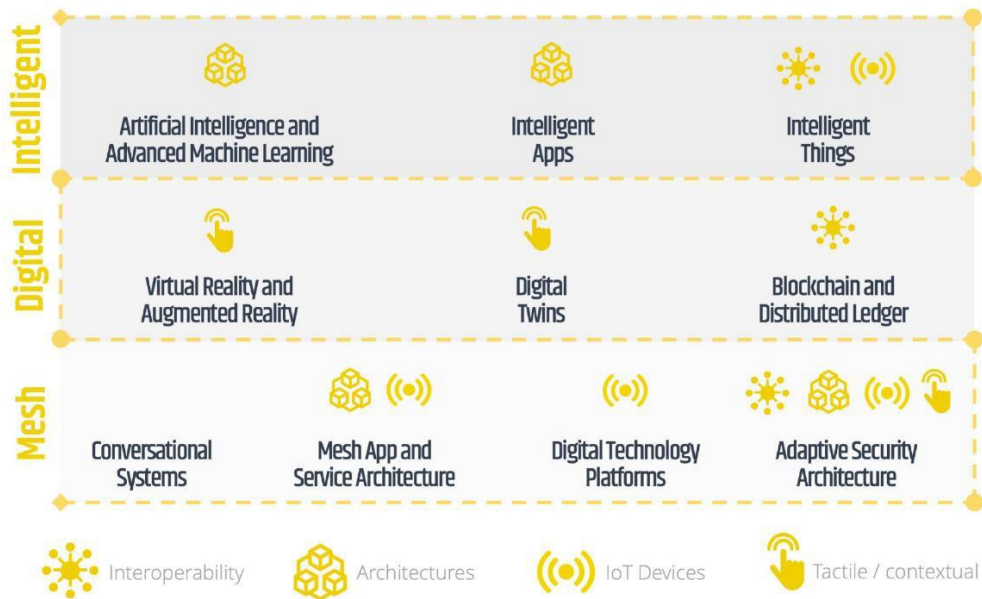 Intelligent
Artificial Intelligence and
Advanced Machine Learning
Intelligent
Apps
Intelligent
Things
Digital
Virtual Reality and
Augmented Reality
Digital
Twins
Blockchain and
Distributed Ledger
Mesh
Conversational
Systems
Mesh App and
Service Architecture
Digital Technology
Platforms
Adaptive Security
Architecture
Interoperability
Architectures
IoT Devices
Tactile / contextual